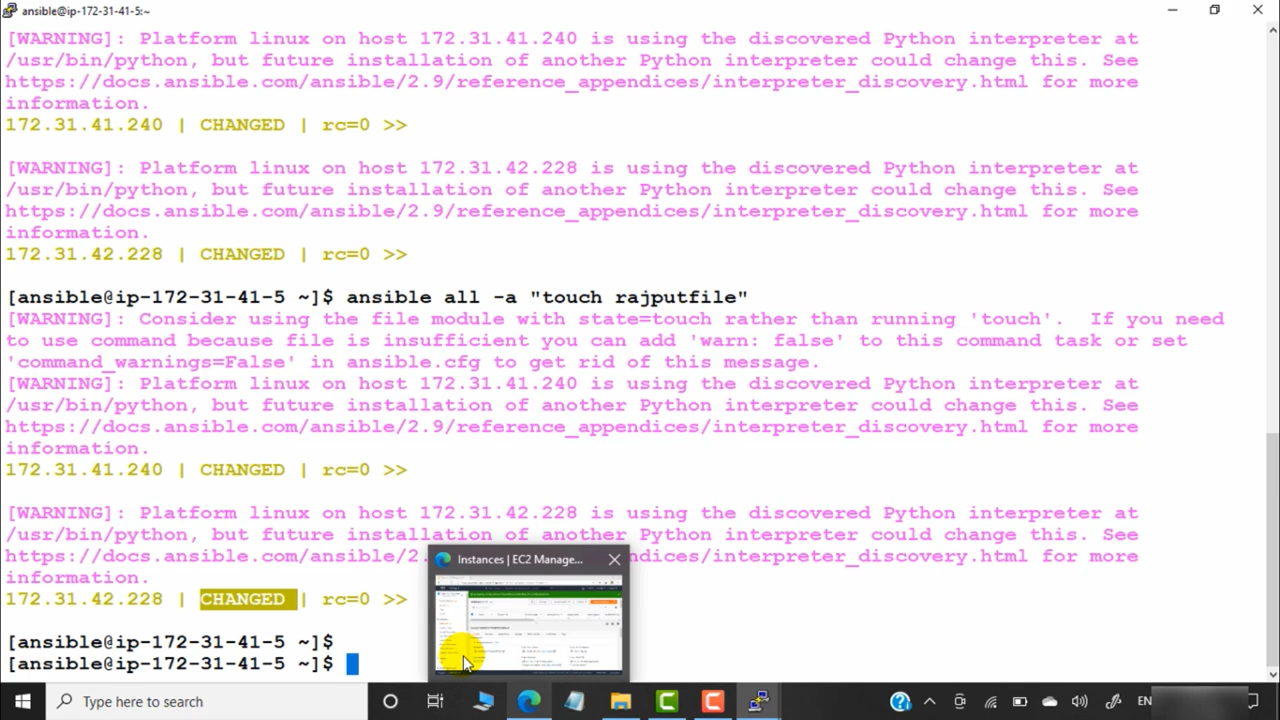 ansible@ip-172-31-41-5:~
[WARNING]: Platform linux on host 172.31.41.240 is using the discovered Python interpreter at
/usr/bin/python, but future installation of another Python interpreter could change this. See
https://docs.ansible.com/ansible/2.9/reference_appendices/interpreter_discovery.html for more
information.
172.31.41.240 | CHANGED | rc=0 >>
[WARNING]: Platform linux on host 172.31.42.228 is using the discovered Python interpreter at
/usr/bin/python, but future installation of another Python interpreter could change this. See
https://docs.ansible.com/ansible/2.9/reference_appendices/interpreter_discovery.html for more
information.
172.31.42.228 | CHANGED | rc=0 >>
[ansible@ip-172-31-41-5 ~]$ ansible all -a "touch rajputfile"
[WARNING]: Consider using the file module with state=touch rather than running 'touch'.  If you need
to use command because file is insufficient you can add 'warn: false' to this command task or set
'command_warnings=False' in ansible.cfg to get rid of this message.
[WARNING]: Platform linux on host 172.31.41.240 is using the discovered Python interpreter at
/usr/bin/python, but future installation of another Python interpreter could change this. See
https://docs.ansible.com/ansible/2.9/reference_appendices/interpreter_discovery.html for more
information.
172.31.41.240 | CHANGED | rc=0 >>
[WARNING]: Platform linux on host 172.31.42.228 is using the discovered Python interpreter at
/usr/bin/python, but future installation of another Python interpreter could change this. See
https://docs.ansible.com/ansible/2. endices/interpreter_discovery.html for more
information.
172.31.42.228 | CHANGED | rc=0 >>
Instances | EC2 Manage...
[ansible@ip-172-31-41-5 ~]$
[ansible@ip-172-31-41-5 ~]$
Type here to search
EN